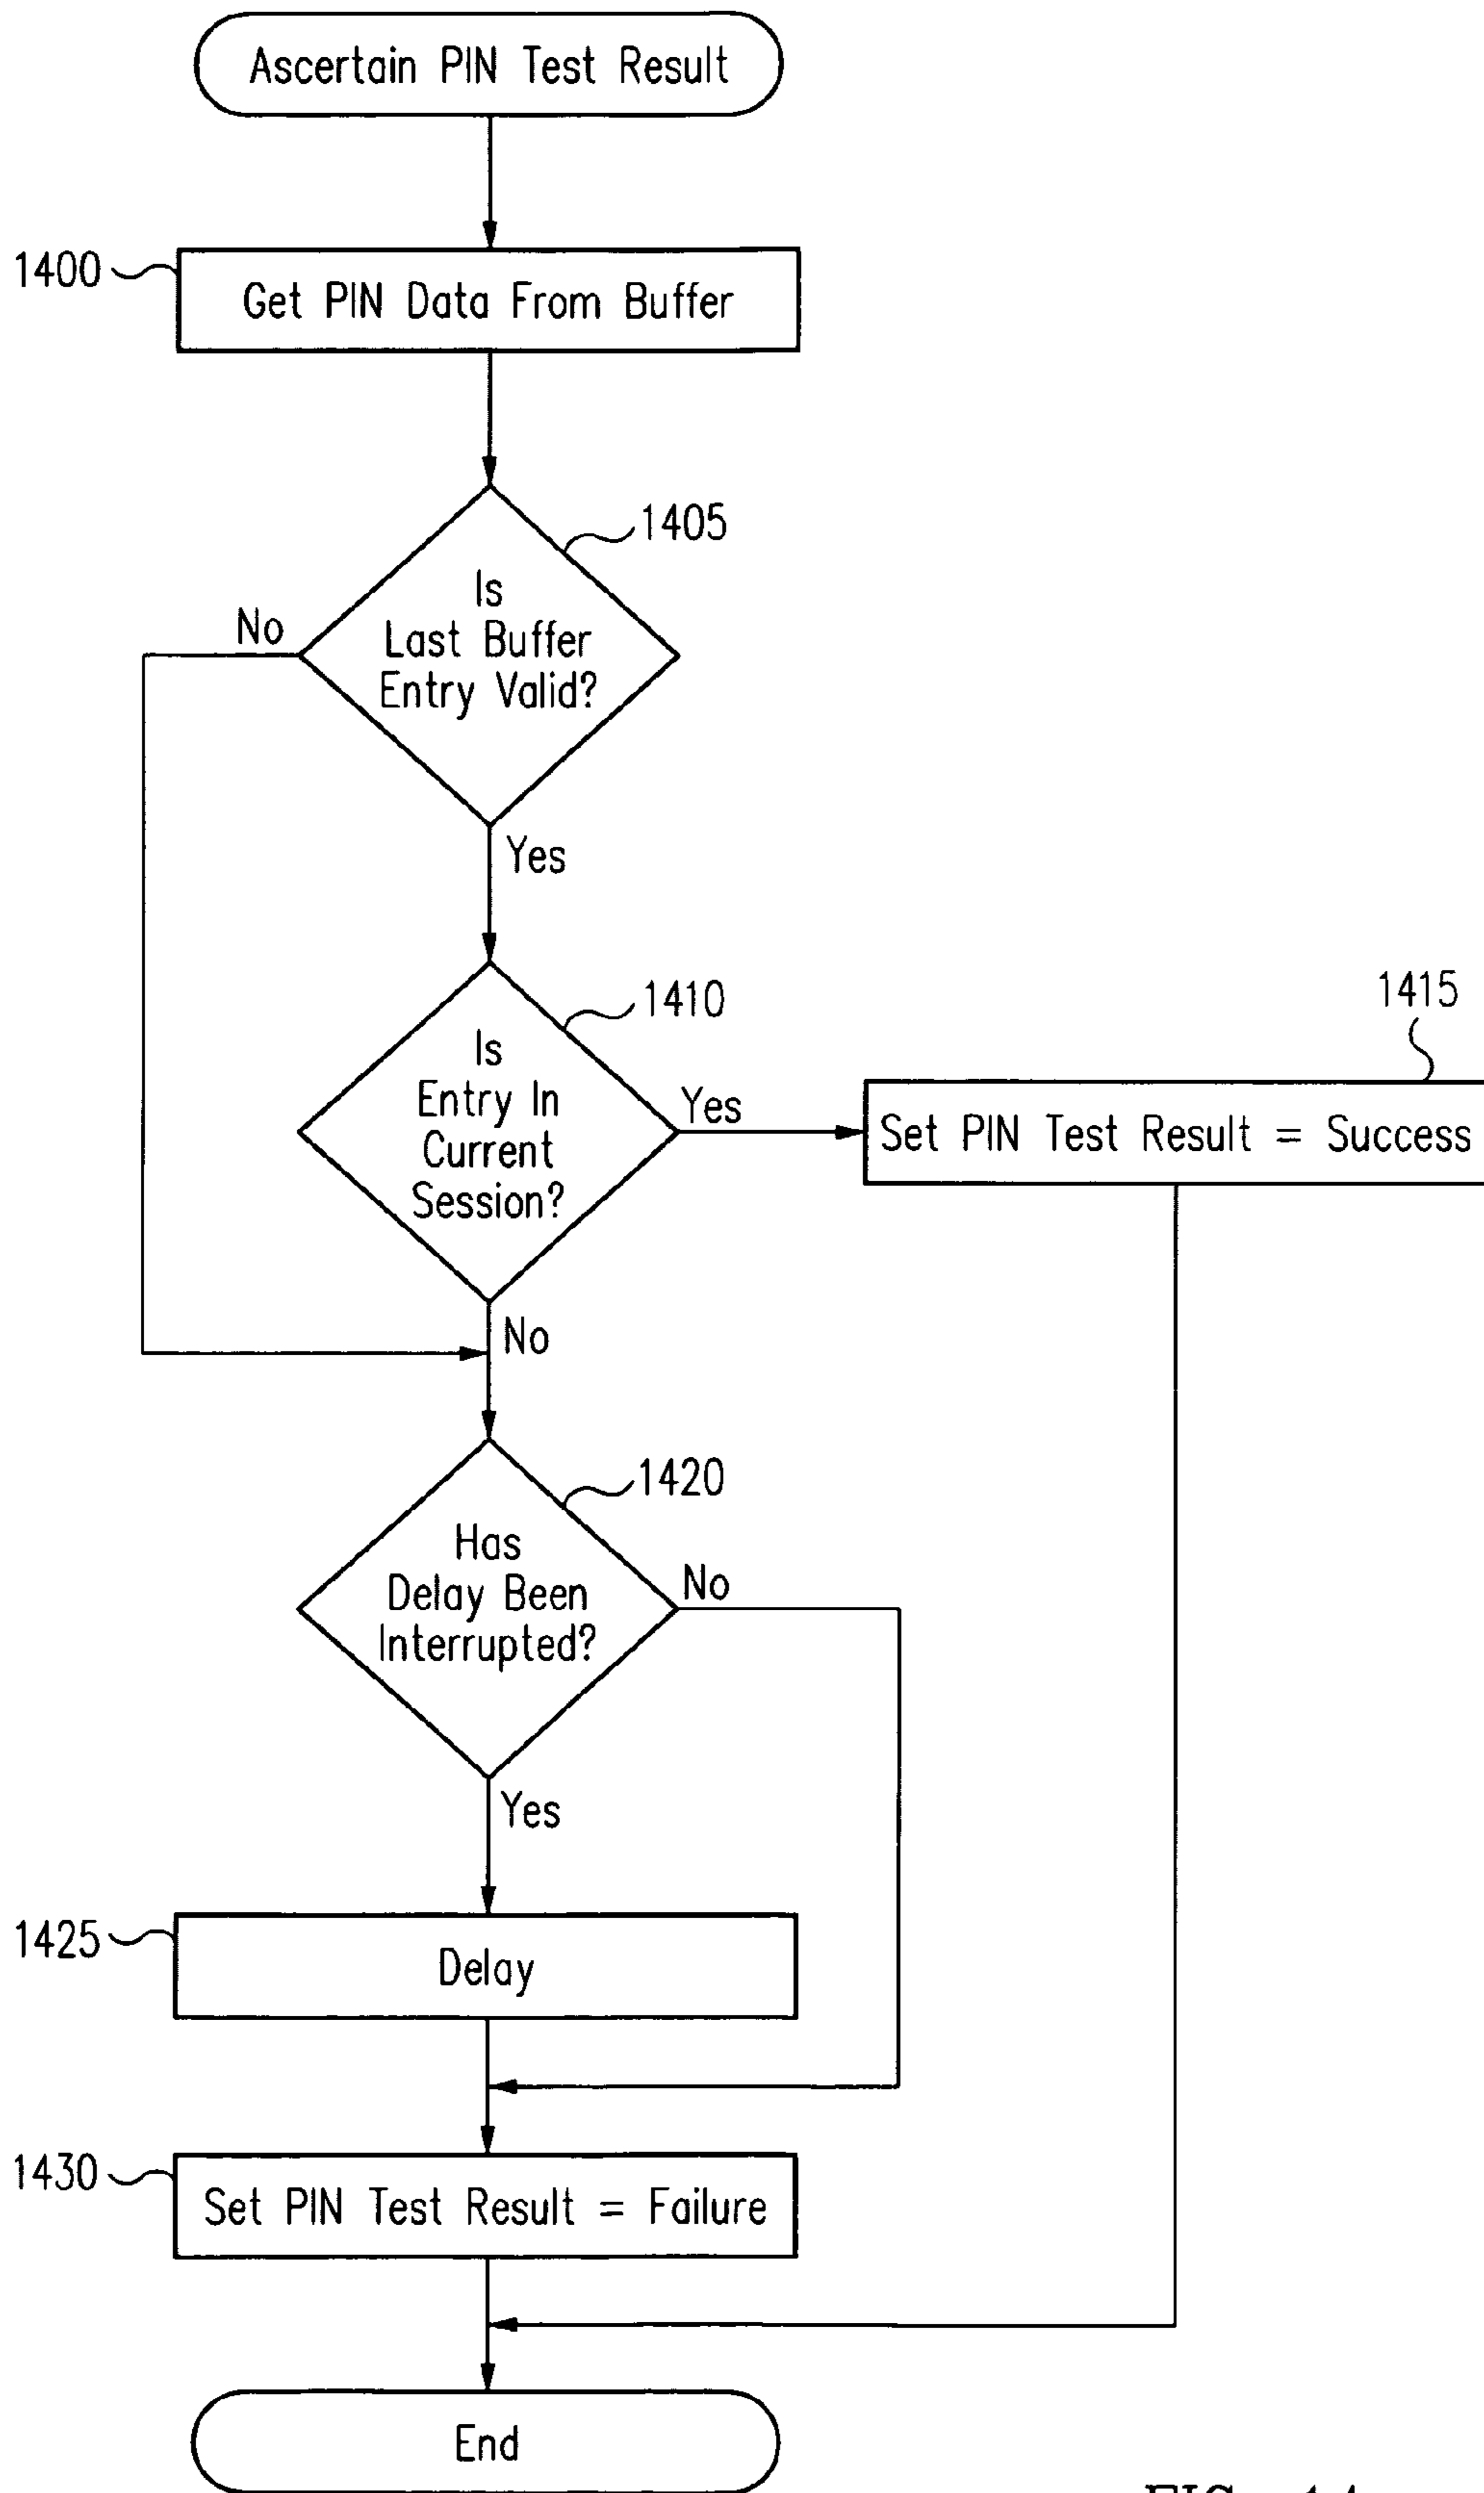 Ascertain PIN Test Result
1400
Get PIN Data From Buffer
1405
Is
Last Buffer
Entry Valid?
No
Yes
1410
Is
Entry In
Current
Session?
Yes
1415
Set PIN Test Result = Success
No
1420
Has
Delay Been
Interrupted?
No
Yes
1425
Delay
1430
Set PIN Test Result = Failure
End